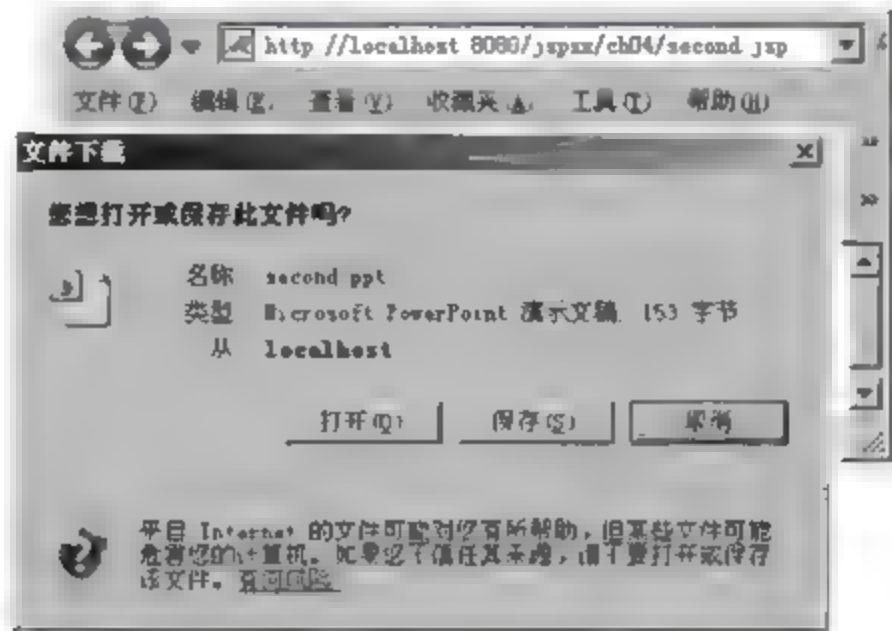 http //localhost 8080/jspxx/ch04/second jsp
文件(F) 编辑(E) 查看(V) 收藏夹(A) 工具(T) 帮助(H)
文件下载
您想打开或保存此文件吗?
名称 second ppt
类型 Microsoft PowerPoint 演示文稿, 153 字节
从 localhost
打开(O) 保存(S) 取消
来自 Internet 的文件可能对您有所帮助，但某些文件可能
危害您的计算机。如果您不信任其来源，请不要打开或保存
该文件。有何风险